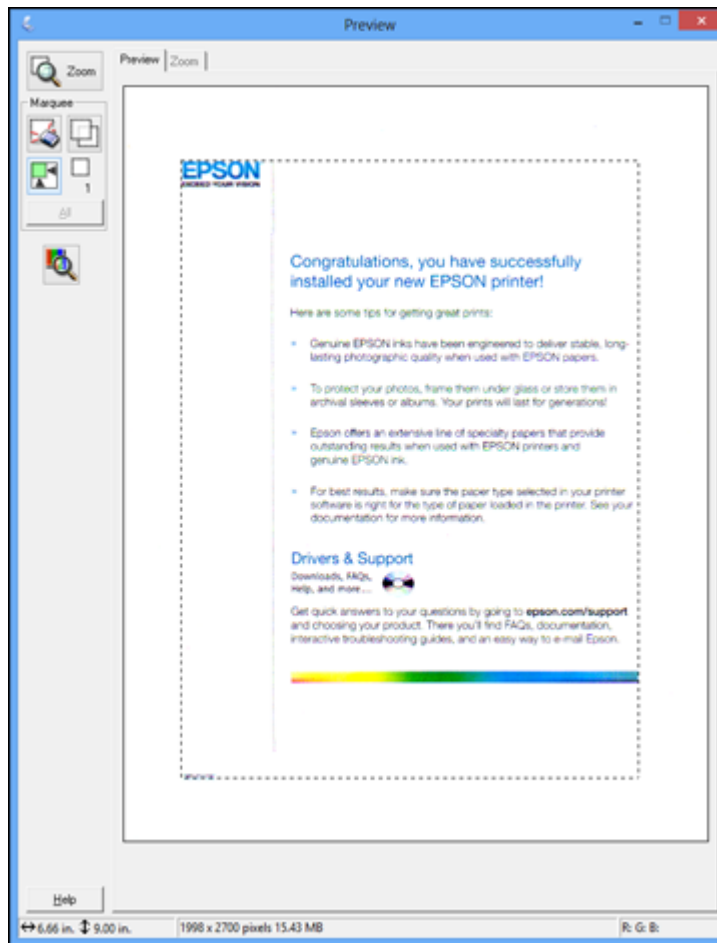 Preview
Zoom
Preview Zoom
Marquee
1
All
EPSON
EXCEED YOUR VISION
Congratulations, you have successfully
installed your new EPSON printer!
Here are some tips for getting great prints:
Genuine EPSON inks have been engineered to deliver stable, long-
lasting photographic quality when used with EPSON papers.
To protect your photos, frame them under glass or store them in
archival sleeves or albums. Your prints will last for generations!
Epson offers an extensive line of specialty papers that provide
outstanding results when used with EPSON printers and
genuine EPSON ink.
For best results, make sure the paper type selected in your printer
software is right for the type of paper loaded in the printer. See your
documentation for more information.
Drivers & Support
Downloads, FAQs,
Help, and more...
Get quick answers to your questions by going to epson.com/support
and choosing your product. There you'll find FAQs, documentation,
interactive troubleshooting guides, and an easy way to e-mail Epson.
Help
6.66 in. 9.00 in. 1998 x 2700 pixels 15.43 MB R: G: B: